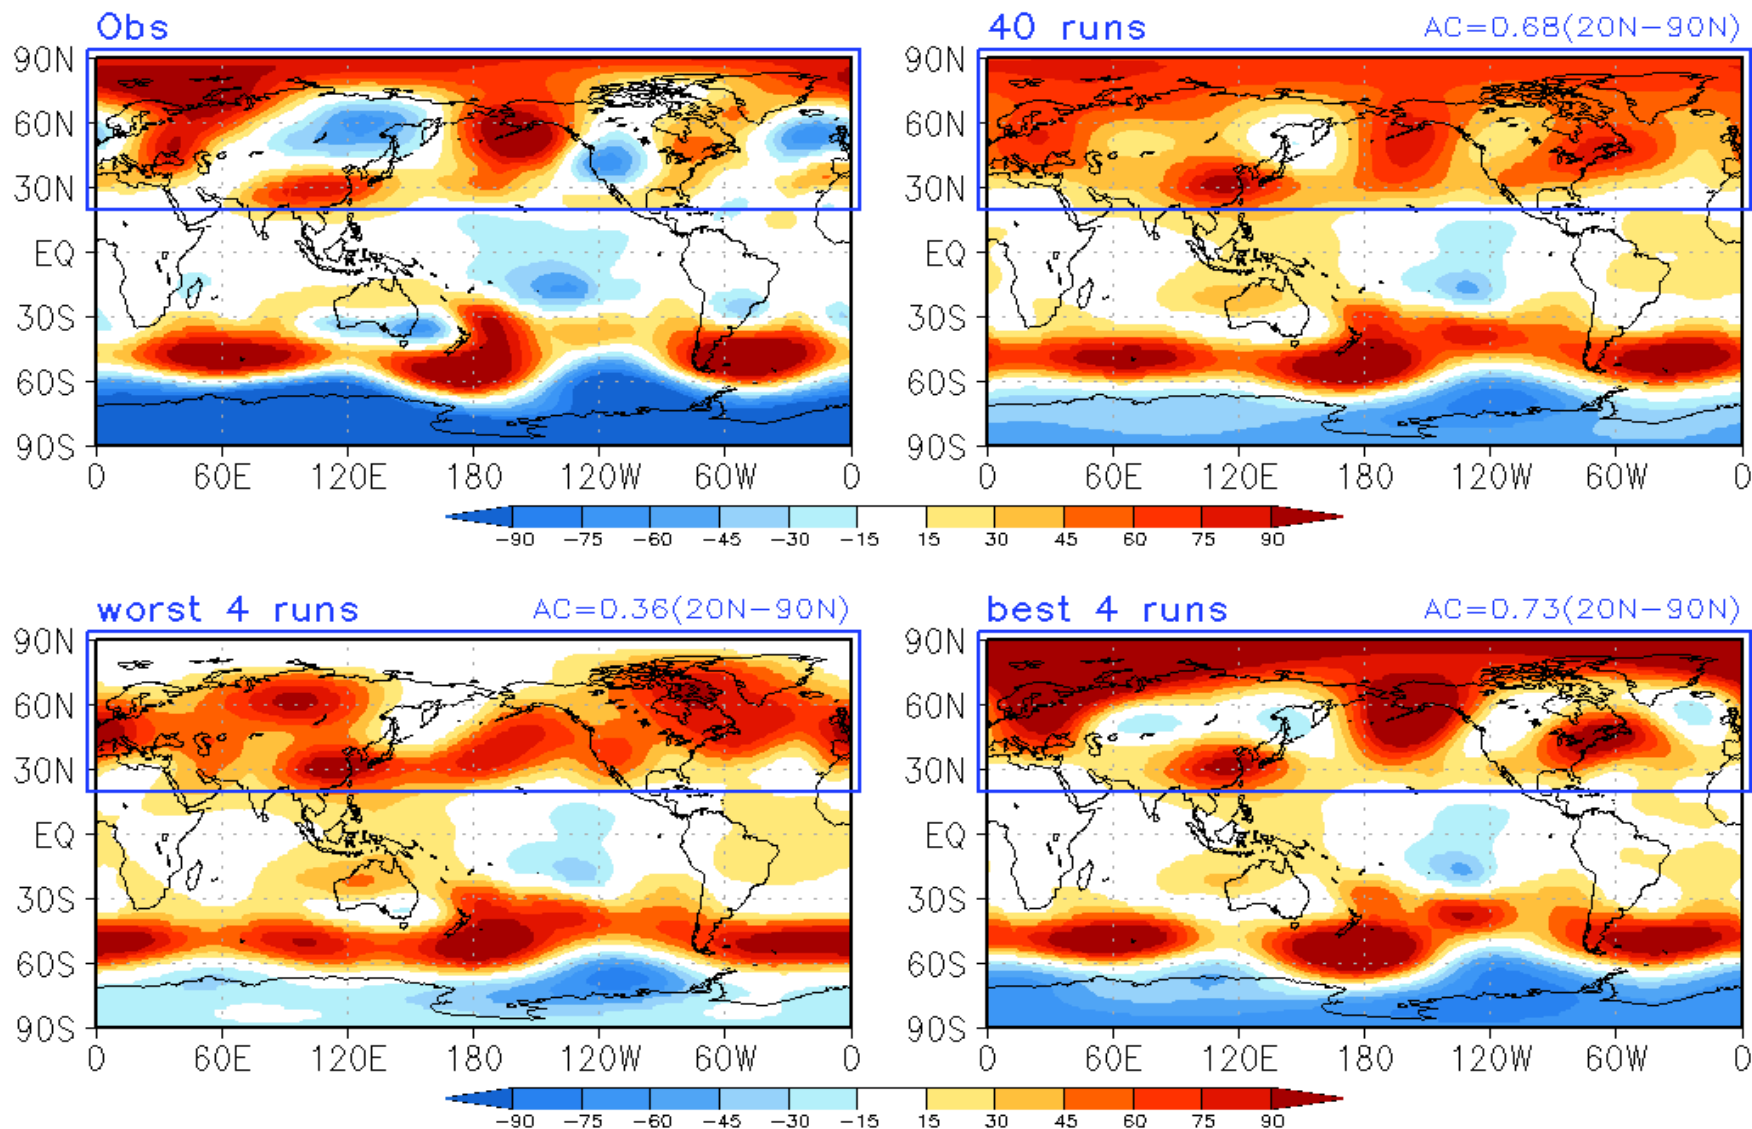 Obs
40 runs AC=0.68(20N-90N)
90N 90N
60N 60N
30N 30N
EQ EQ
30S 30S
60S 60S
90S 90S
0 60E 120E 180 120W 60W 0 0 60E 120E 180 120W 60W 0
-90 -75 -60 -45 -30 -15 15 30 45 60 75 90
worst 4 runs AC=0.36(20N-90N)
best 4 runs AC=0.73(20N-90N)
90N 90N
60N 60N
30N 30N
EQ EQ
30S 30S
60S 60S
90S 90S
0 60E 120E 180 120W 60W 0 0 60E 120E 180 120W 60W 0
-90 -75 -60 -45 -30 -15 15 30 45 60 75 90